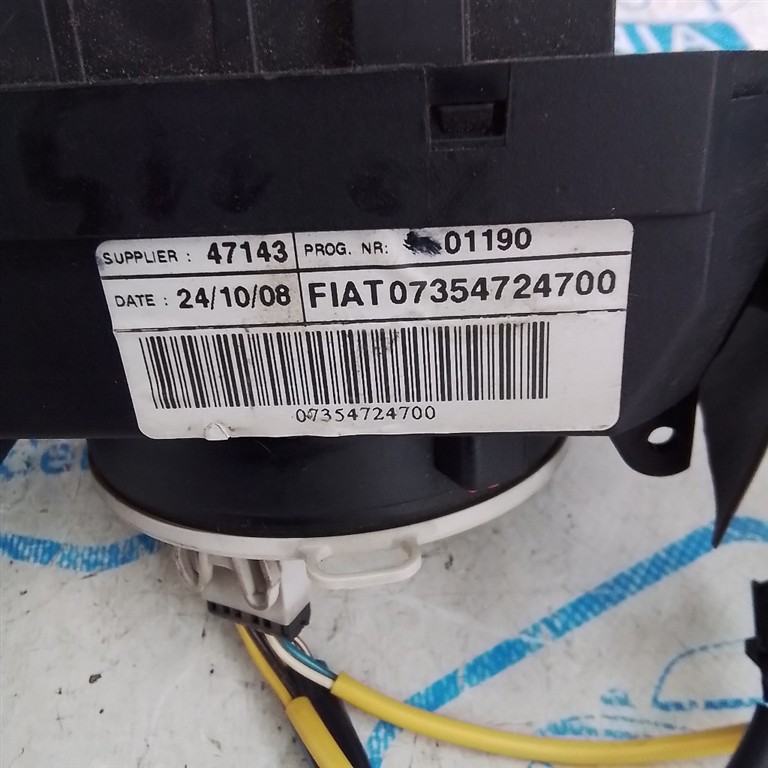 SUPPLIER : 47143
PROG. NR: 01190
DATE : 24/10/08
FIAT 07354724700
07354724700